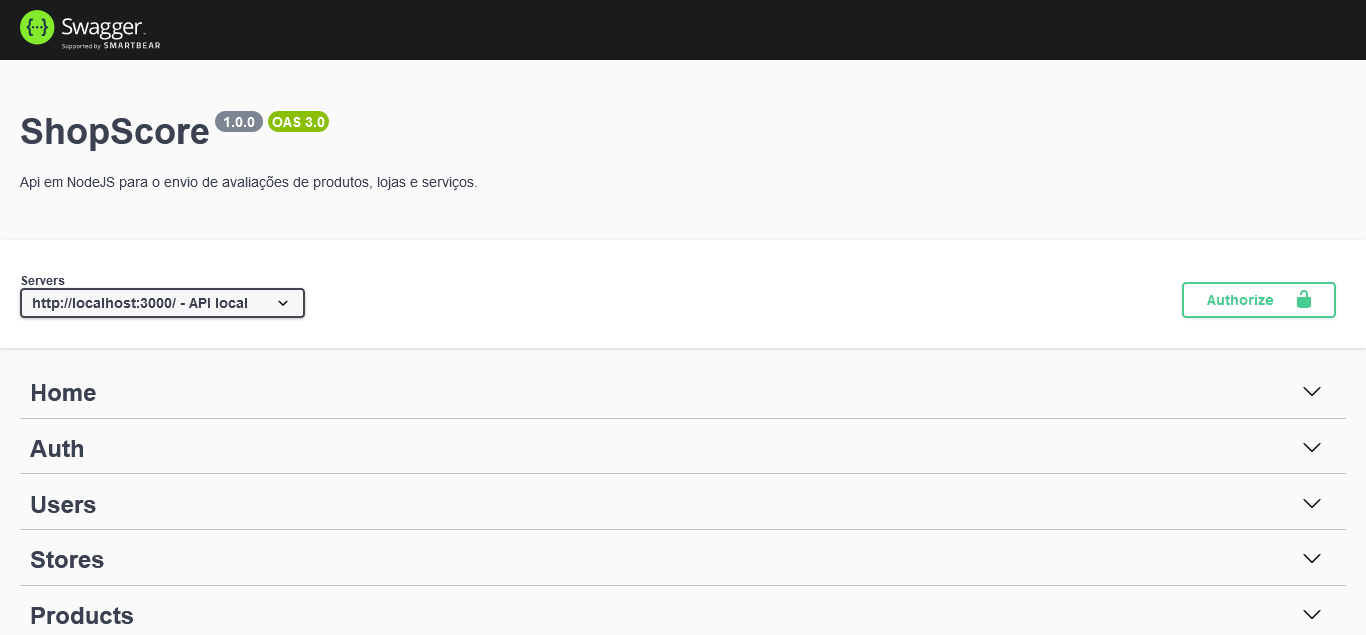 {···} Swagger
Supported by SMARTBEAR
ShopScore 1.0.0 OAS 3.0
Api em NodeJS para o envio de avaliações de produtos, lojas e serviços.
Servers
http://localhost:3000/ - API local
Authorize
Home
Auth
Users
Stores
Products